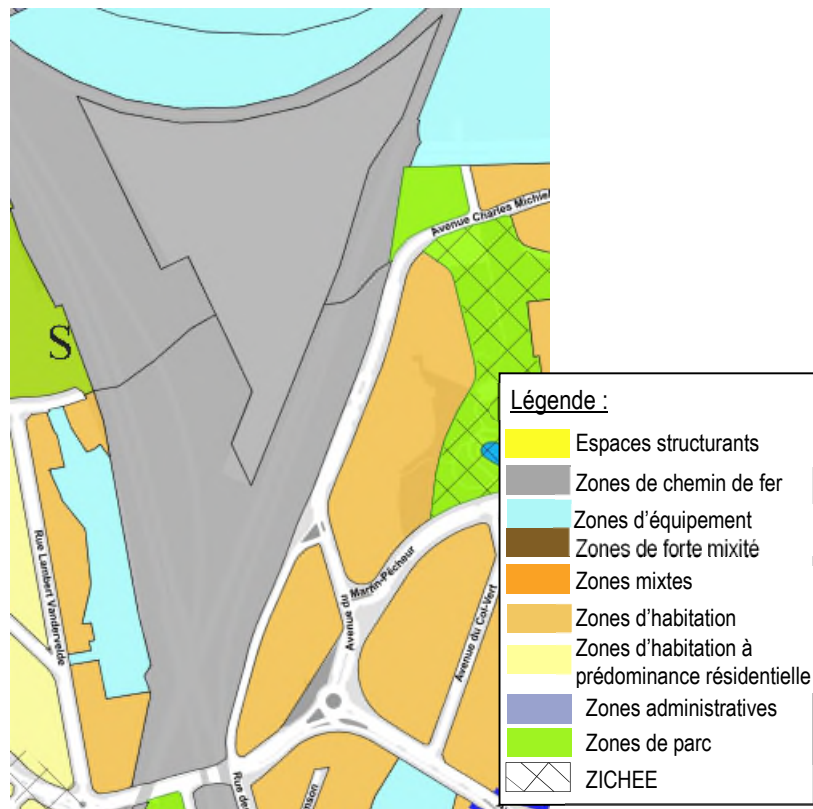 Avenue Charles Michiel
S
Rue Lambert Vandervelde
Martin-Pêcheur
Avenue du
Avenue du Col-Vert
Rue des
Légende :
Espaces structurants
Zones de chemin de fer
Zones d'équipement
Zones de forte mixité
Zones mixtes
Zones d'habitation
Zones d'habitation à
prédominance résidentielle
Zones administratives
Zones de parc
ZICHEE